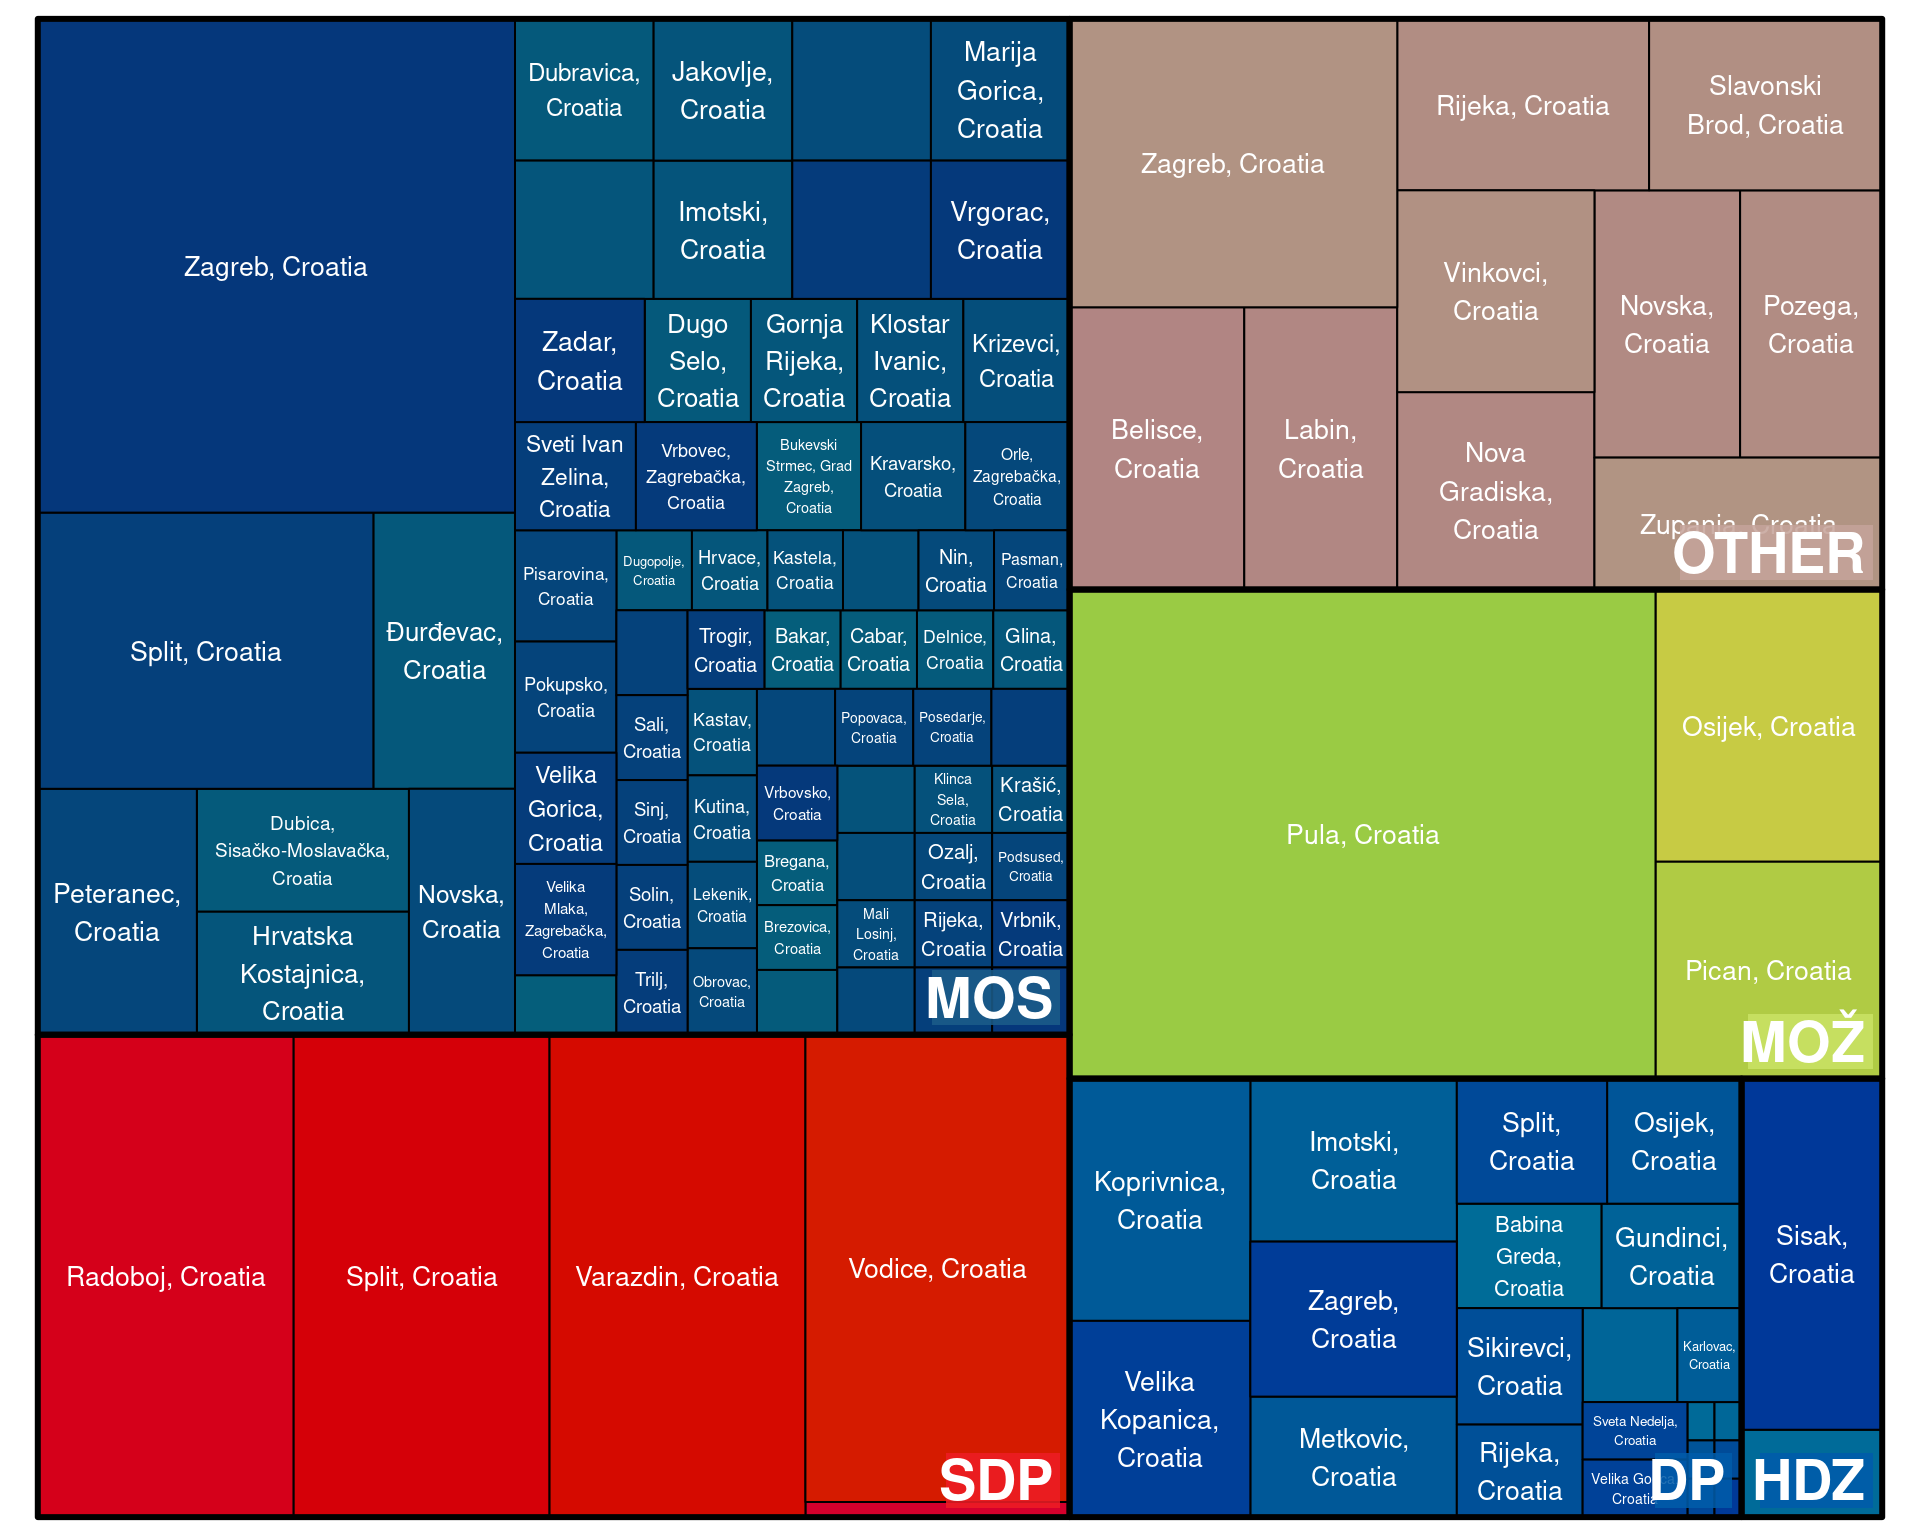 Zagreb, Croatia
Split, Croatia
Đurđevac,
Croatia
Peteranec,
Croatia
Dubica,
Sisačko-Moslavačka,
Croatia
Hrvatska
Kostajnica,
Croatia
Novska,
Croatia
Dubravica,
Croatia
Jakovlje,
Croatia
Marija
Gorica,
Croatia
Imotski,
Croatia
Vrgorac,
Croatia
Zadar,
Croatia
Dugo
Selo,
Croatia
Gornja
Rijeka,
Croatia
Klostar
Ivanic,
Croatia
Krizevci,
Croatia
Sveti Ivan
Zelina,
Croatia
Vrbovec,
Zagrebačka,
Croatia
Bukevski
Strmec, Grad
Zagreb,
Croatia
Kravarsko,
Croatia
Orle,
Zagrebačka,
Croatia
Pisarovina,
Croatia
Pokupsko,
Croatia
Velika
Gorica,
Croatia
Velika
Mlaka,
Zagrebačka,
Croatia
Dugopolje,
Croatia
Hrvace,
Croatia
Kastela,
Croatia
Nin,
Croatia
Pasman,
Croatia
Sali,
Croatia
Sinj,
Croatia
Solin,
Croatia
Trilj,
Croatia
Trogir,
Croatia
Bakar,
Croatia
Cabar,
Croatia
Delnice,
Croatia
Glina,
Croatia
Kastav,
Croatia
Kutina,
Croatia
Lekenik,
Croatia
Obrovac,
Croatia
Popovaca,
Croatia
Posedarje,
Croatia
Vrbovsko,
Croatia
Bregana,
Croatia
Brezovica,
Croatia
Klinca
Sela,
Croatia
Krašić,
Croatia
Ozalj,
Croatia
Podsused,
Croatia
Mali
Losinj,
Croatia
Rijeka,
Croatia
Vrbnik,
Croatia
MOS
Radoboj, Croatia
Split, Croatia
Varazdin, Croatia
Vodice, Croatia
SDP
Zagreb, Croatia
Rijeka, Croatia
Slavonski
Brod, Croatia
Belisce,
Croatia
Labin,
Croatia
Vinkovci,
Croatia
Nova
Gradiska,
Croatia
Novska,
Croatia
Pozega,
Croatia
Zupanja, Croatia
OTHER
Pula, Croatia
Osijek, Croatia
Pican, Croatia
MOŽ
Koprivnica,
Croatia
Velika
Kopanica,
Croatia
Imotski,
Croatia
Zagreb,
Croatia
Metkovic,
Croatia
Split,
Croatia
Osijek,
Croatia
Babina
Greda,
Croatia
Gundinci,
Croatia
Sikirevci,
Croatia
Rijeka,
Croatia
Karlovac,
Croatia
Sveta Nedelja,
Croatia
Velika Gorica,
Croatia
DP
Sisak,
Croatia
HDZ